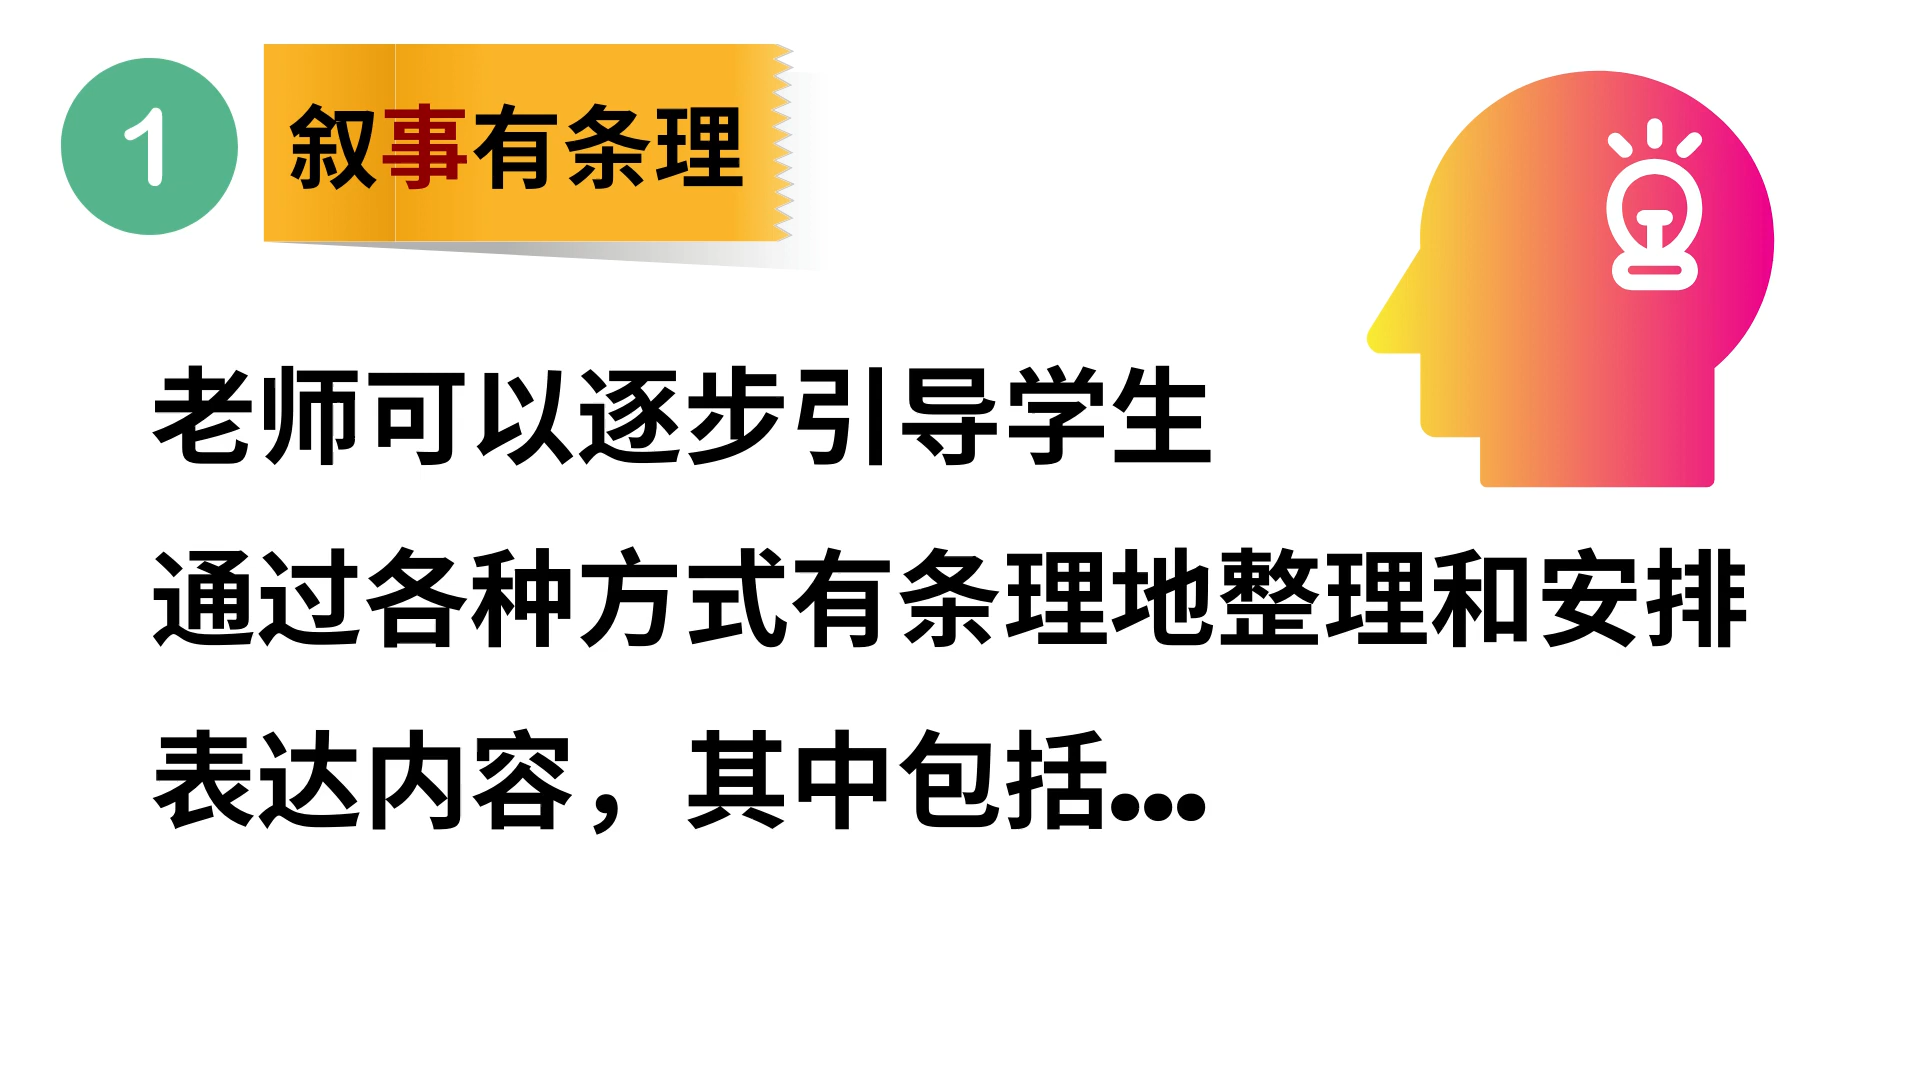 1
叙事有条理
老师可以逐步引导学生
通过各种方式有条理地整理和安排
表达内容，其中包括...